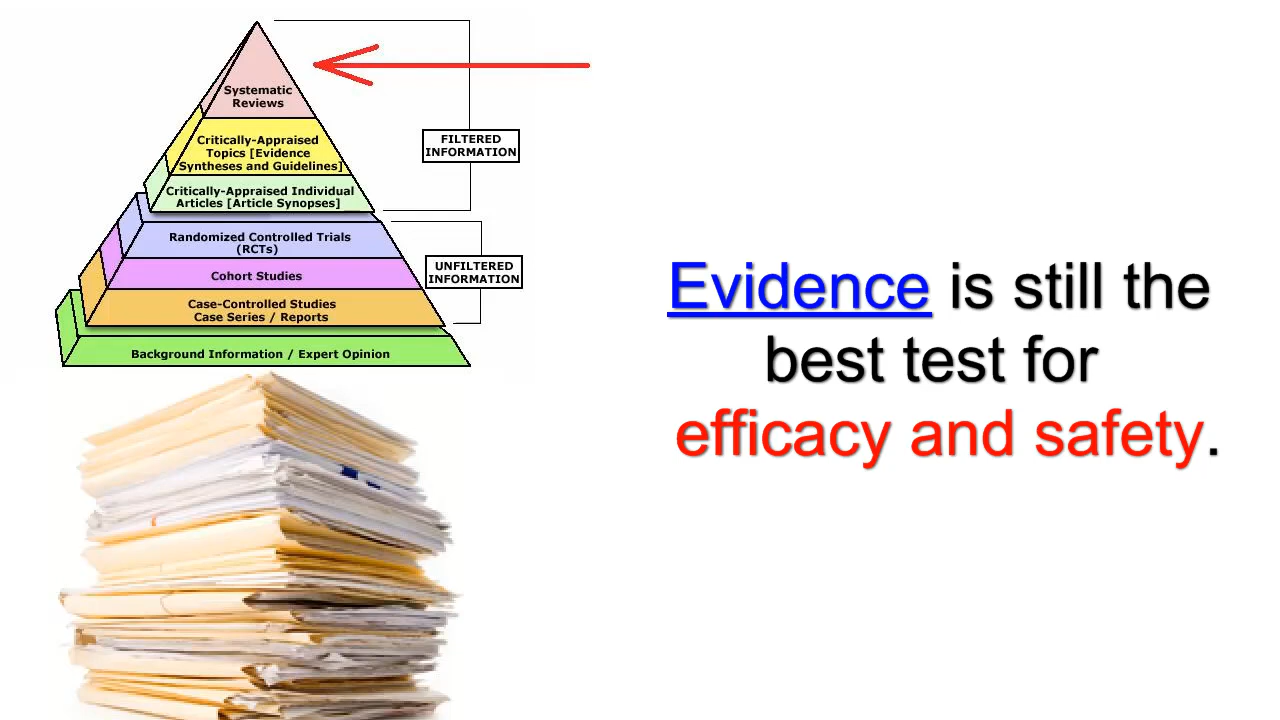 Systematic
Reviews
Critically-Appraised
Topics [Evidence
Syntheses and Guidelines]
Critically-Appraised Individual
Articles [Article Synopses]
Randomized Controlled Trials
(RCTs)
Cohort Studies
Case-Controlled Studies
Case Series / Reports
Background Information / Expert Opinion
FILTERED
INFORMATION
UNFILTERED
INFORMATION
Evidence is still the
best test for
efficacy and safety.